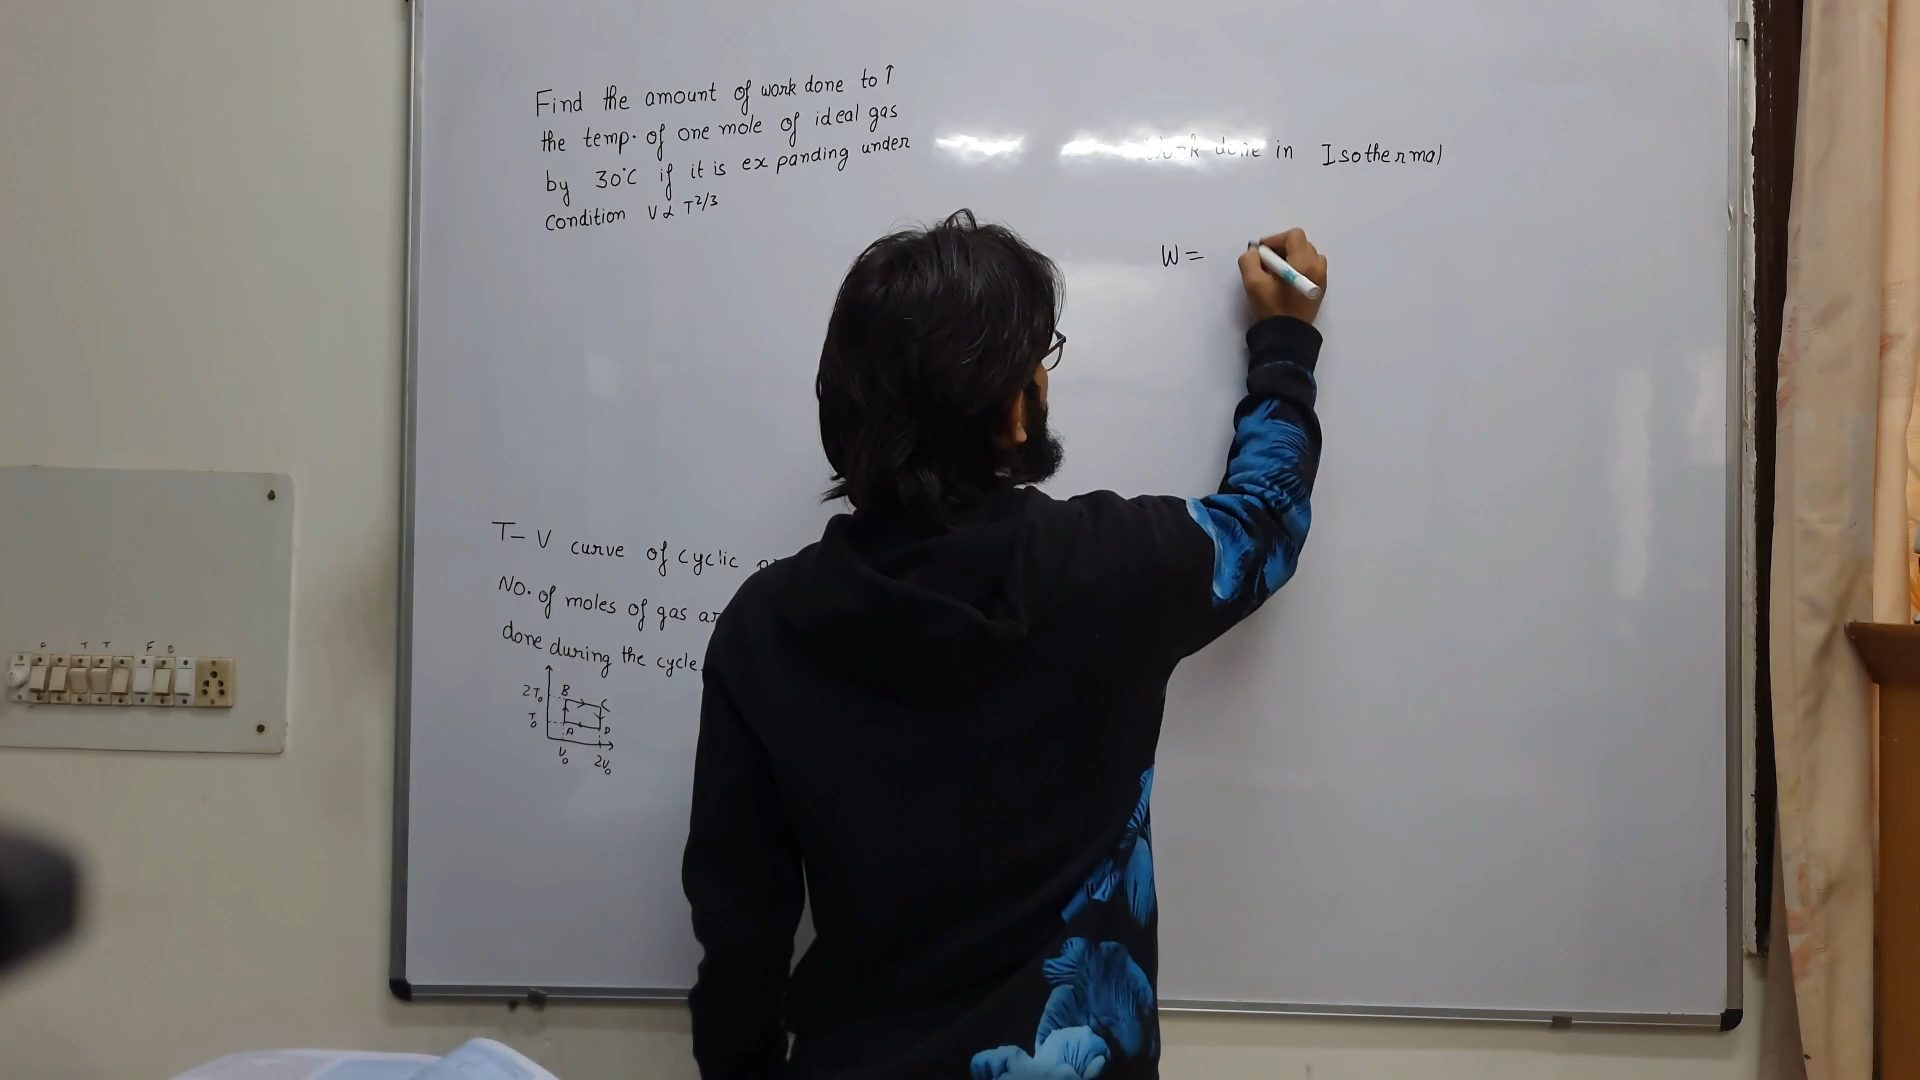 Find the amount of work done to ↑
the temp. of one mole of ideal gas
by 30°C if it is expanding under
condition V ∝ T^2/3
Work done in Isothermal
W =
T-V curve of cyclic
No. of moles of gas
done during the cycle.
2T₀ B C
T₀ A D
V₀ 2V₀
F T T F